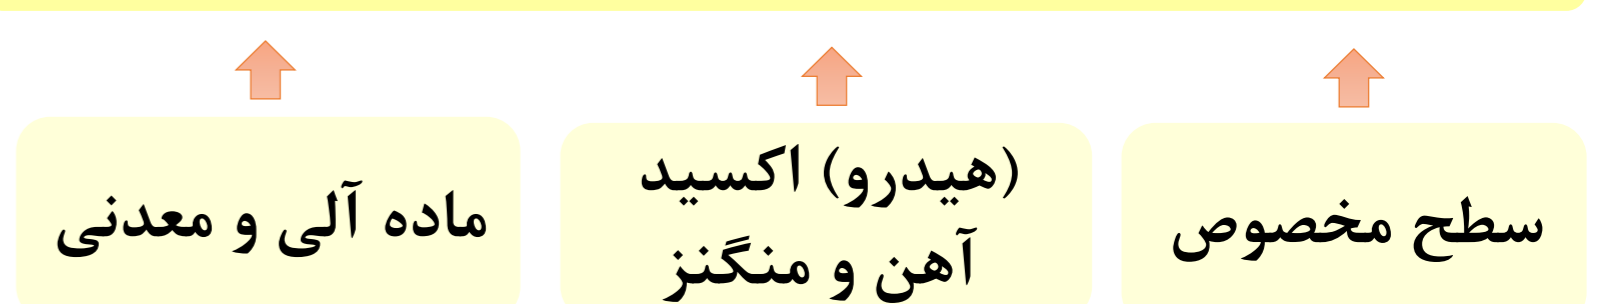 سطح مخصوص
(هیدرو) اکسید
آهن و منگنز
ماده آلی و معدنی